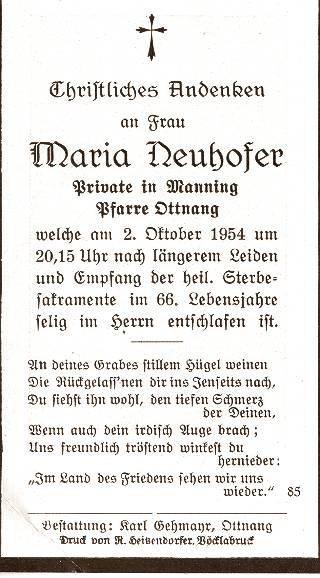 Christliches Andenken
an Frau
Maria Neuhofer
Private in Manning
Pfarre Ottnang
welche am 2. Oktober 1954 um
20,15 Uhr nach längerem Leiden
und Empfang der heil. Sterbe-
sakramente im 66. Lebensjahre
selig im Herrn entschlafen ist.
An deines Grabes stillem Hügel weinen
Die Rückgelass'nen dir ins Jenseits nach,
Du siehst ihn wohl, den tiefen Schmerz
der Deinen,
Wenn auch dein irdisch Auge brach;
Uns freundlich tröstend winkest du
hernieder:
„Im Land des Friedens sehen wir uns
wieder.“ 85
Bestattung: Karl Gehmayr, Ottnang
Druck von R. Heitzendorfer, Vöcklabruck